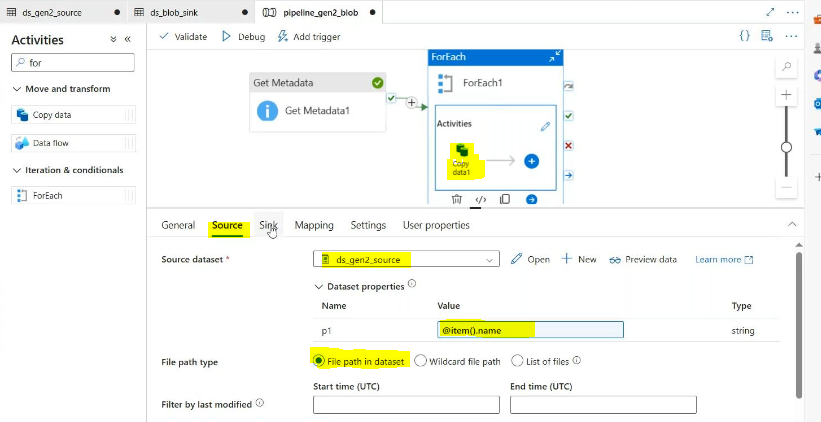 ds_gen2_source
ds_blob_sink
pipeline_gen2_blob
Activities
for
Move and transform
Copy data
Data flow
Iteration & conditionals
ForEach
Validate
Debug
Add trigger
Get Metadata
Get Metadata1
ForEach
ForEach1
Activities
Copy
data1
General
Source
Sink
Mapping
Settings
User properties
Source dataset *
ds_gen2_source
Open
New
Preview data
Learn more
Dataset properties
Name
Value
Type
p1
@item().name
string
File path type
File path in dataset
Wildcard file path
List of files
Start time (UTC)
End time (UTC)
Filter by last modified